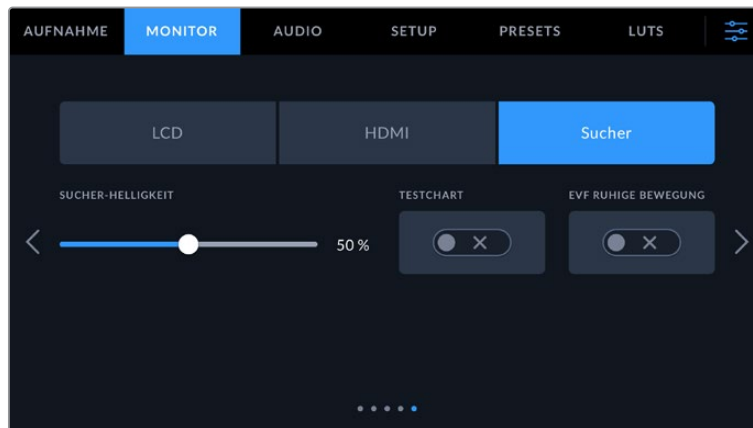 AUFNAHME MONITOR AUDIO SETUP PRESETS LUTS
LCD HDMI Sucher
SUCHER-HELLIGKEIT TESTCHART EVF RUHIGE BEWEGUNG
50 %